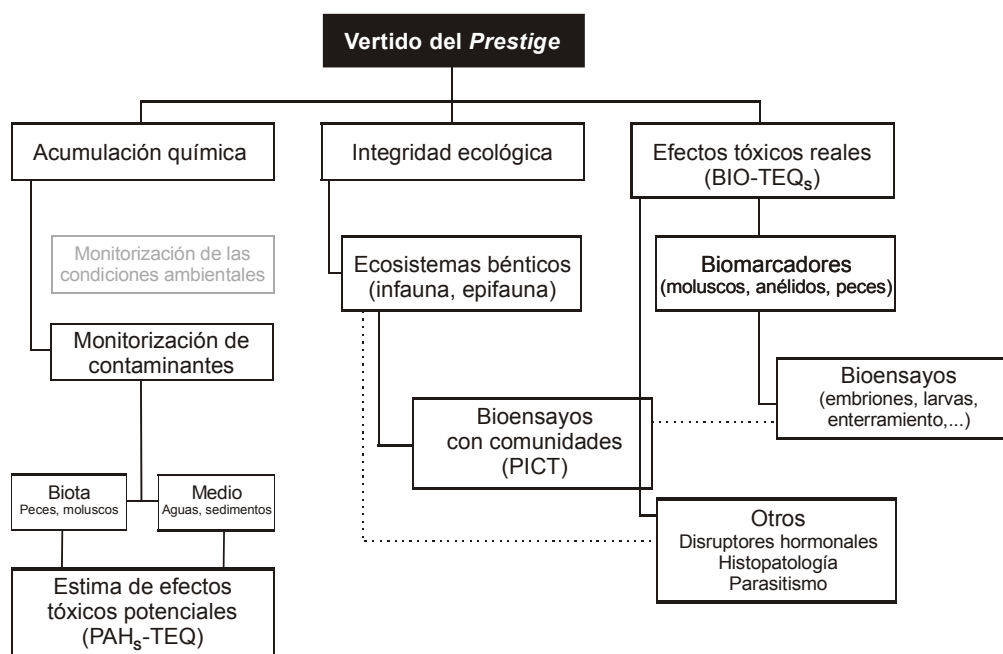 Vertido del Prestige
Acumulación química
Integridad ecológica
Efectos tóxicos reales
(BIO-TEQs)
Monitorización de las
condiciones ambientales
Ecosistemas bénticos
(infauna, epifauna)
Biomarcadores
(moluscos, anélidos, peces)
Monitorización de
contaminantes
Bioensayos
(embriones, larvas,
enterramiento,...)
Bioensayos
con comunidades
(PICT)
Biota
Peces, moluscos
Medio
Aguas, sedimentos
Otros
Disruptores hormonales
Histopatología
Parasitismo
Estima de efectos
tóxicos potenciales
(PAHs-TEQ)